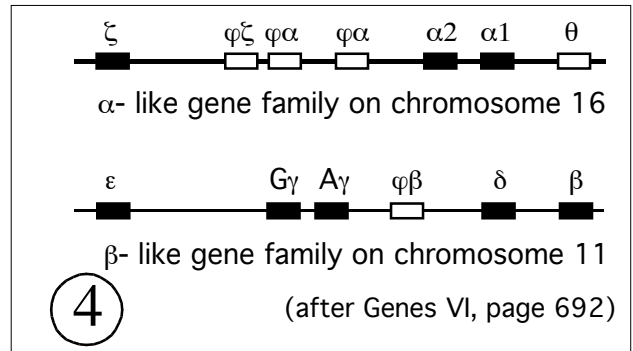 ζ φζ φα φα α2 α1 θ
α- like gene family on chromosome 16
ε Gγ Aγ φβ δ β
β- like gene family on chromosome 11
4 (after Genes VI, page 692)